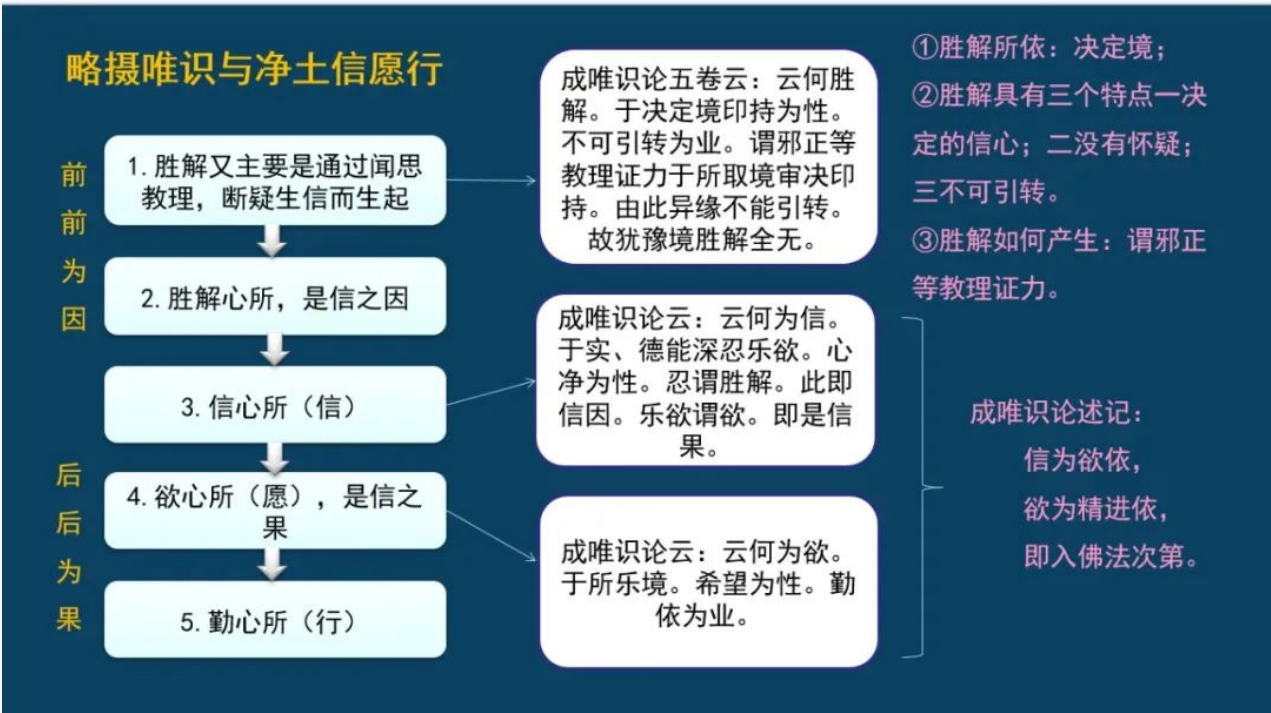 略摄唯识与净土信愿行
前
前
为
因
后
后
为
果
1. 胜解又主要是通过闻思
教理，断疑生信而生起
2. 胜解心所，是信之因
3. 信心所（信）
4. 欲心所（愿），是信之
果
5. 勤心所（行）
成唯识论五卷云：云何胜
解。于决定境印持为性。
不可引转为业。谓邪正等
教理证力于所取境审决印
持。由此异缘不能引转。
故犹豫境胜解全无。
成唯识论云：云何为信。
于实、德能深忍乐欲。心
净为性。忍谓胜解。此即
信因。乐欲谓欲。即是信
果。
成唯识论云：云何为欲。
于所乐境。希望为性。勤
依为业。
①胜解所依：决定境；
②胜解具有三个特点一决
定的信心；二没有怀疑；
三不可引转。
③胜解如何产生：谓邪正
等教理证力。
成唯识论述记：
信为欲依，
欲为精进依，
即入佛法次第。